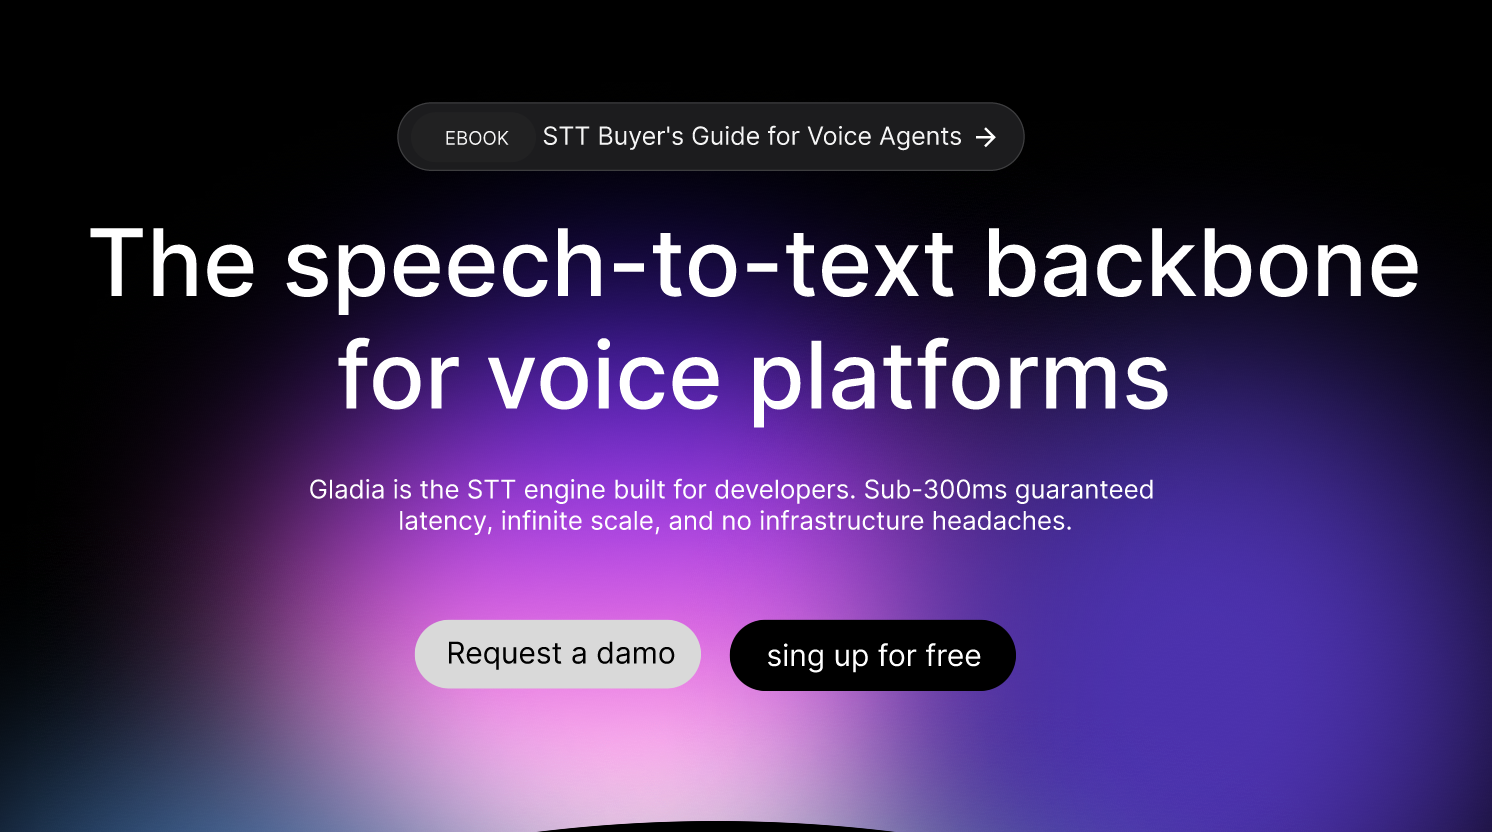 EBOOK STT Buyer's Guide for Voice Agents →
The speech-to-text backbone
for voice platforms
Gladia is the STT engine built for developers. Sub-300ms guaranteed
latency, infinite scale, and no infrastructure headaches.
Request a damo
sing up for free